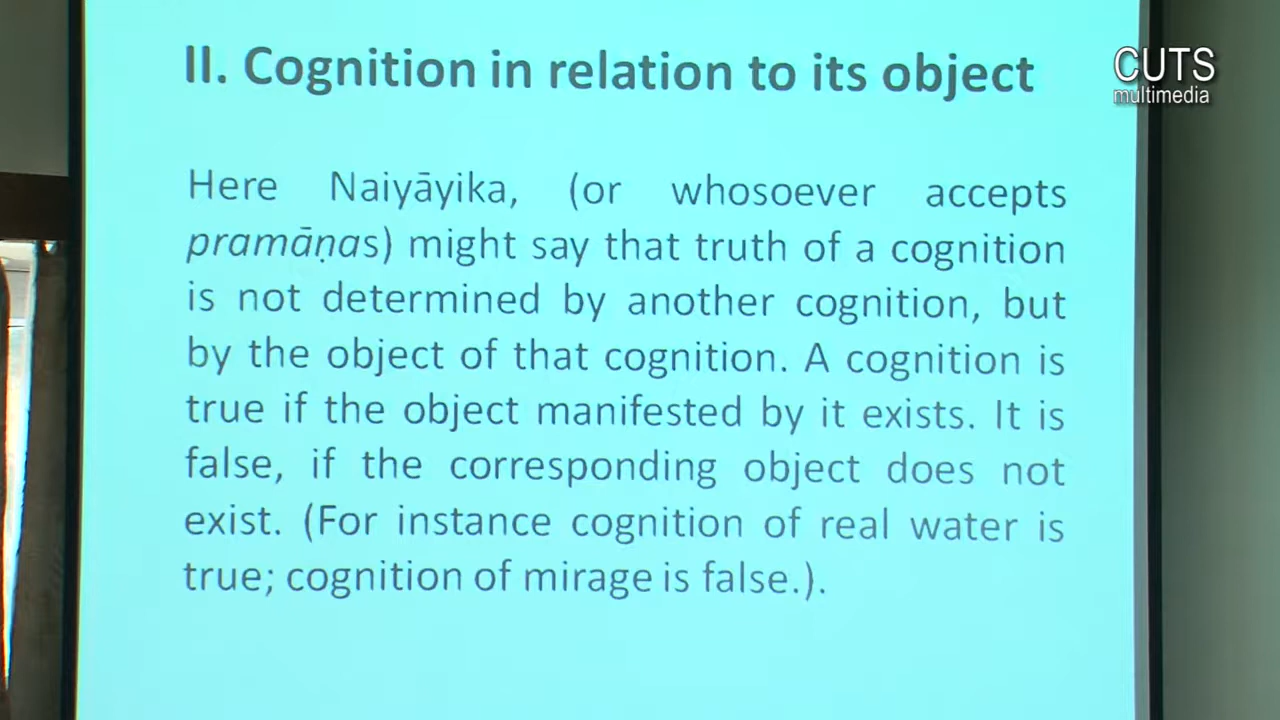 II. Cognition in relation to its object
CUTS
multimedia
Here Naiyāyika, (or whosoever accepts
pramāṇas) might say that truth of a cognition
is not determined by another cognition, but
by the object of that cognition. A cognition is
true if the object manifested by it exists. It is
false, if the corresponding object does not
exist. (For instance cognition of real water is
true; cognition of mirage is false.).